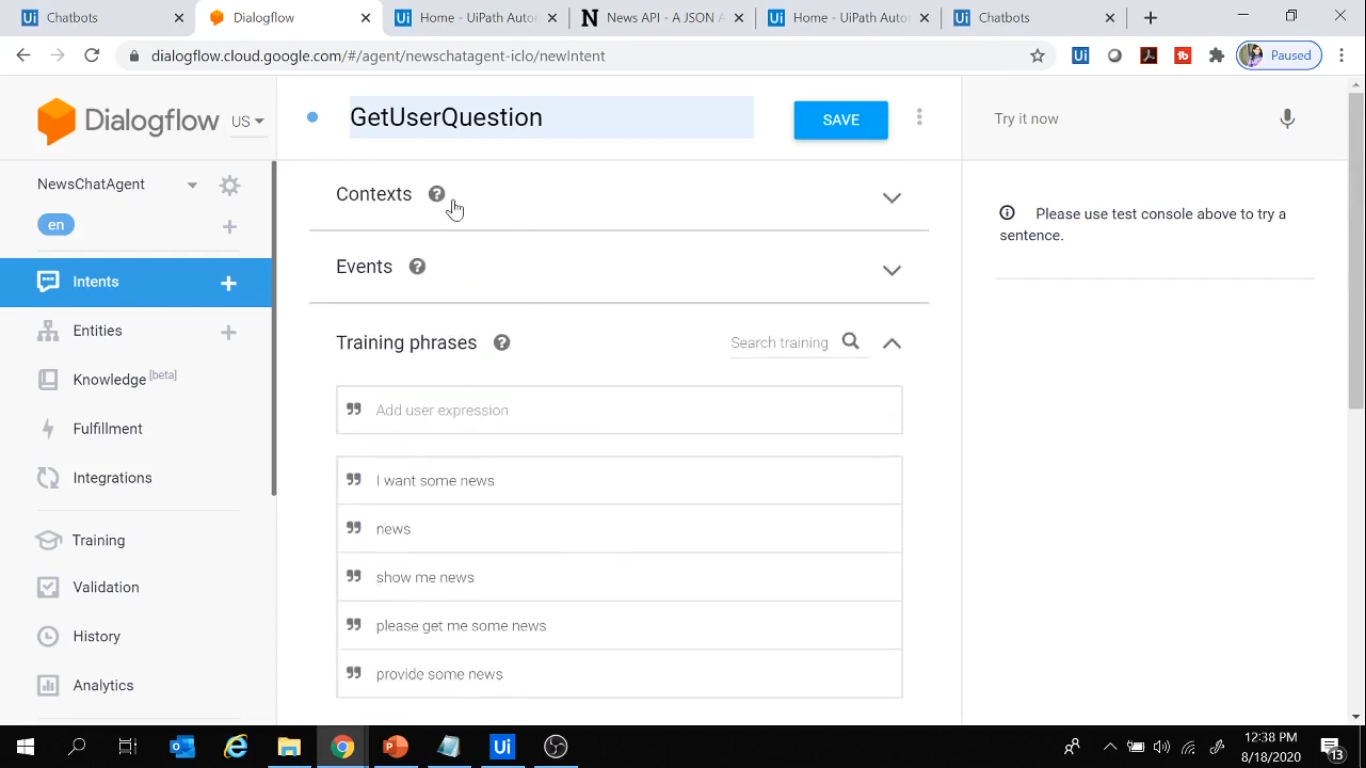 Chatbots
Dialogflow
Home - UiPath Auto
News API - A JSON A
Home - UiPath Auto
Chatbots
dialogflow.cloud.google.com/#/agent/newschatagent-iclo/newIntent
Paused
Dialogflow
US
GetUserQuestion
SAVE
Try it now
NewsChatAgent
en
Intents
Entities
Knowledge [beta]
Fulfillment
Integrations
Training
Validation
History
Analytics
Contexts
Events
Training phrases
Search training
Add user expression
I want some news
news
show me news
please get me some news
provide some news
Please use test console above to try a
sentence.
12:38 PM
8/18/2020
13